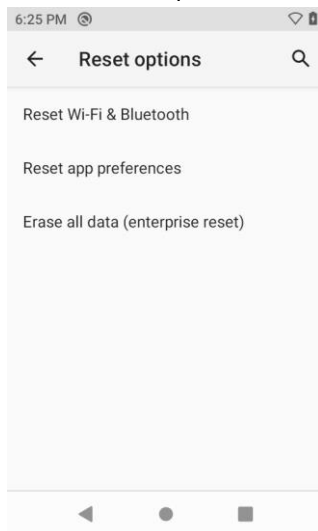 6:25 PM
Reset options
Reset Wi-Fi & Bluetooth
Reset app preferences
Erase all data (enterprise reset)